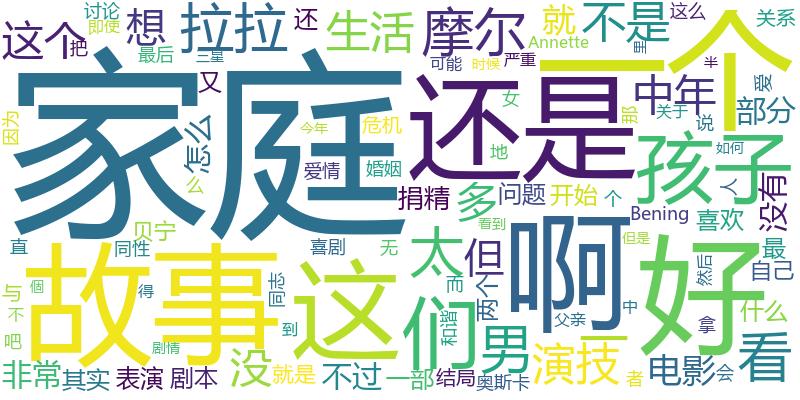 这个 想 拉拉 还 生活 摩尔 就 不是 这么 关系
讨论 即使 把 最后 三星 又 可能 严重 Annette 里 时候 半
家庭 还是 一个
因为 怎么 今年 危机 女 中年 那 关于 说 部分 爱
么 爱情 婚姻 地 孩子 如何 人
故事 这 捐精 多 问题 开始 个 没有
贝宁 太 但 啊 Bening 喜欢 好 最
直 同性 喜剧 无 看到 但是 然后 自己
与 不 個 得 同志 到 们 和谐 而 两个 男 中 父亲 拿 什么
吧 剧情 一
非常 其实 表演 剧本 没 就是 不过 一部 结局 奥斯卡 演技 者 电影 会 看